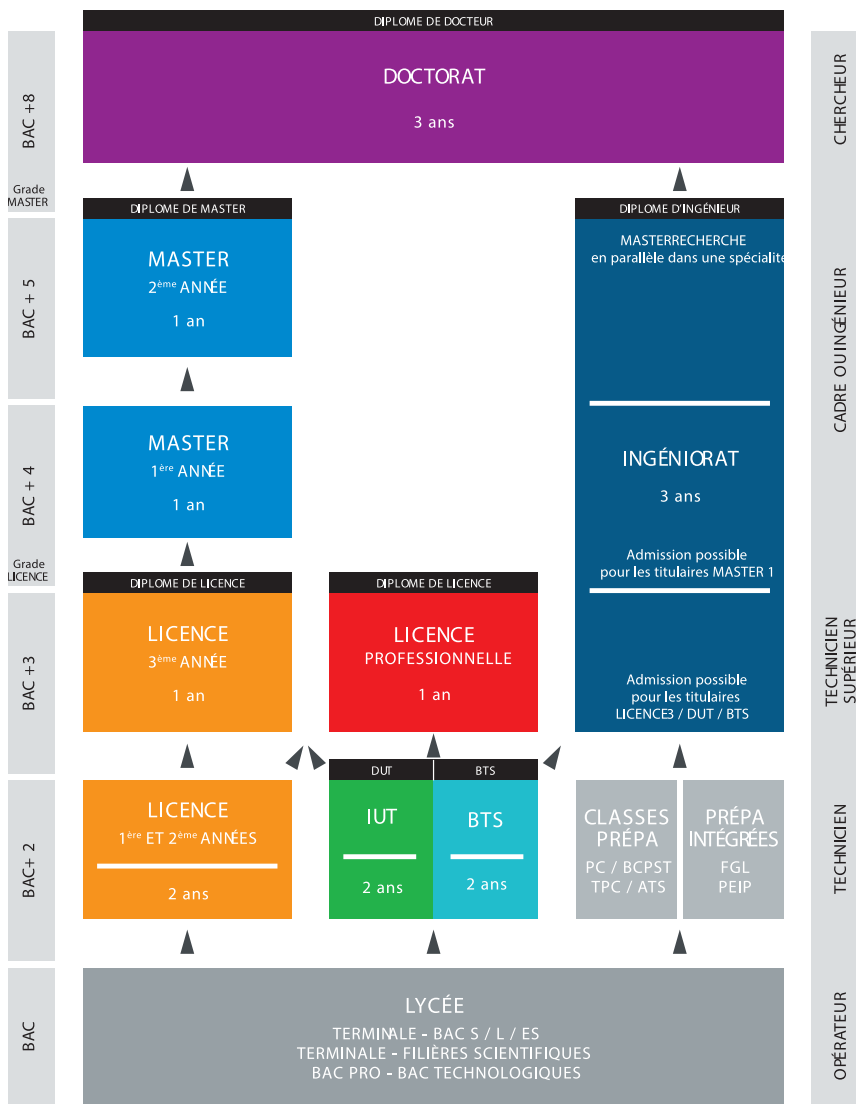 DIPLOME DE DOCTEUR
DOCTORAT
3 ans
BAC +8
CHERCHEUR
Grade
MASTER
DIPLOME DE MASTER
DIPLOME D'INGÉNIEUR
MASTER
2ème ANNÉE
1 an
MASTERRECHERCHE
en parallèle dans une spécialité
BAC + 5
CADRE OUINGÉNIEUR
MASTER
1ère ANNÉE
1 an
INGÉNIORAT
3 ans
Admission possible
pour les titulaires MASTER 1
BAC + 4
Grade
LICENCE
DIPLOME DE LICENCE
DIPLOME DE LICENCE
LICENCE
3ème ANNÉE
1 an
LICENCE
PROFESSIONNELLE
1 an
Admission possible
pour les titulaires
LICENCE3 / DUT / BTS
BAC +3
TECHNICIEN
SUPÉRIEUR
DUT
BTS
LICENCE
1ère ET 2ème ANNÉES
2 ans
IUT
2 ans
BTS
2 ans
CLASSES
PRÉPA
PC / BCPST
TPC / ATS
PRÉPA
INTÉGRÉES
FGL
PEIP
BAC+ 2
TECHNICIEN
LYCÉE
TERMINALE - BAC S / L / ES
TERMINALE - FILIÈRES SCIENTIFIQUES
BAC PRO - BAC TECHNOLOGIQUES
BAC
OPÉRATEUR